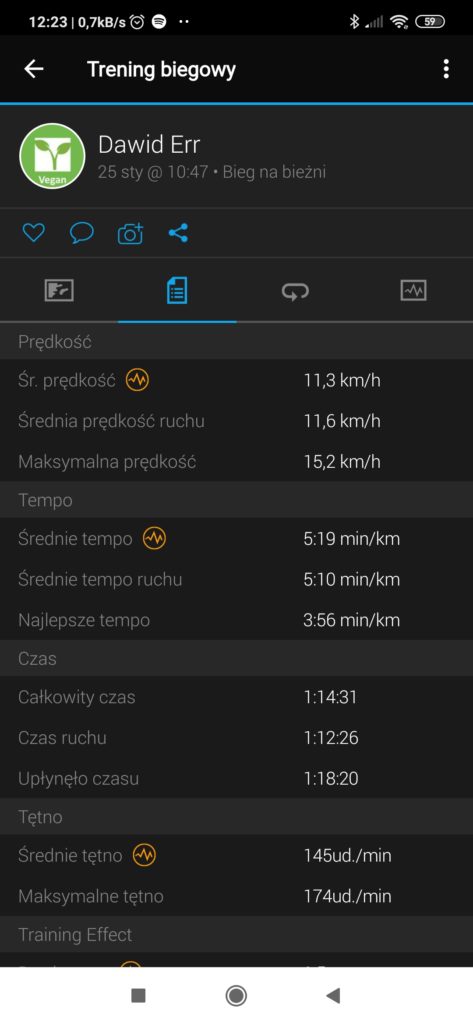 12:23 | 0,7kB/s
59
Trening biegowy
Vegan
Dawid Err
25 sty @ 10:47 • Bieg na bieżni
Prędkość
Śr. prędkość 11,3 km/h
Średnia prędkość ruchu 11,6 km/h
Maksymalna prędkość 15,2 km/h
Tempo
Średnie tempo 5:19 min/km
Średnie tempo ruchu 5:10 min/km
Najlepsze tempo 3:56 min/km
Czas
Całkowity czas 1:14:31
Czas ruchu 1:12:26
Upłynęło czasu 1:18:20
Tętno
Średnie tętno 145ud./min
Maksymalne tętno 174ud./min
Training Effect